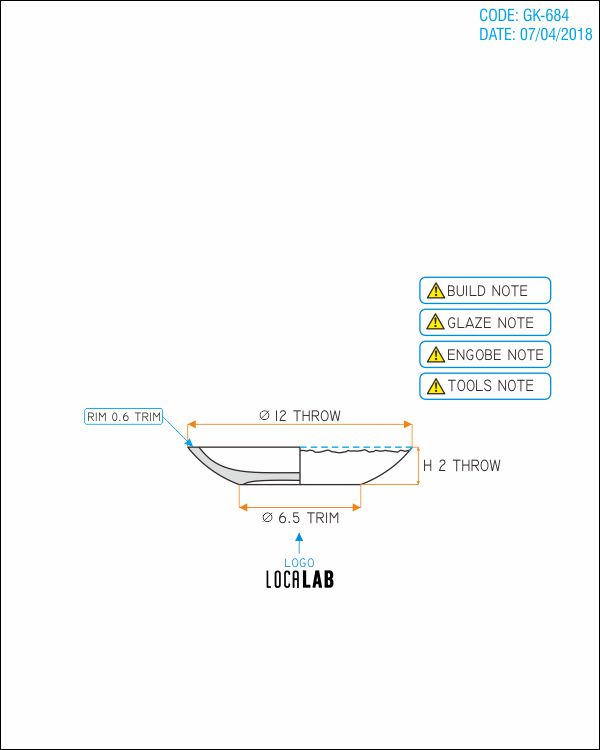 CODE: GK-684
DATE: 07/04/2018
BUILD NOTE
GLAZE NOTE
ENGOBE NOTE
TOOLS NOTE
RIM 0.6 TRIM
Ø 12 THROW
H 2 THROW
Ø 6.5 TRIM
LOGO
LOCALAB